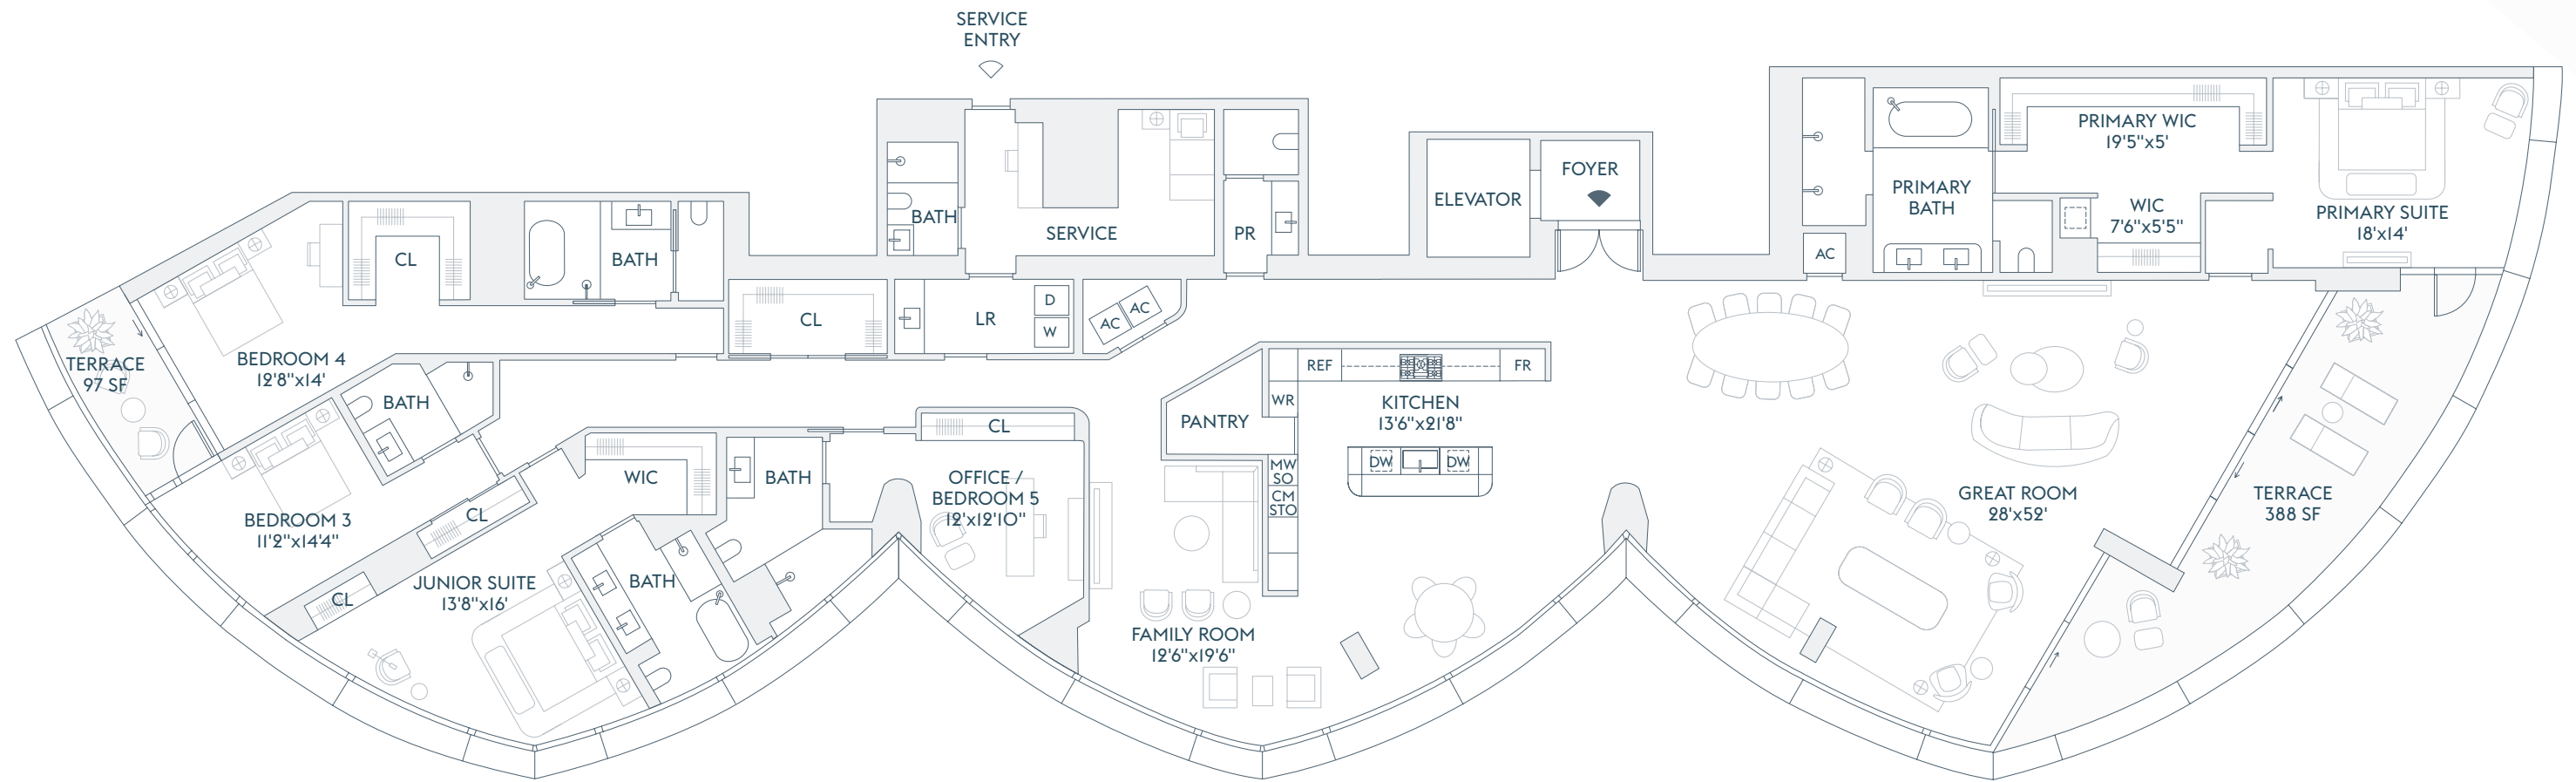 SERVICE
ENTRY
PRIMARY WIC
19'5"x5'
ELEVATOR
FOYER
PRIMARY
BATH
WIC
7'6"x5'5"
PRIMARY SUITE
18'x14'
BATH
SERVICE
PR
CL
BATH
AC
CL
LR
D
W
AC
AC
TERRACE
97 SF
BEDROOM 4
12'8"x14'
BATH
PANTRY
REF
FR
WR
KITCHEN
13'6"x21'8"
MW
SO
CM
STO
DW
DW
CL
OFFICE /
BEDROOM 5
12'x12'10"
WIC
BATH
BEDROOM 3
11'2"x14'4"
CL
CL
JUNIOR SUITE
13'8"x16'
BATH
FAMILY ROOM
12'6"x19'6"
GREAT ROOM
28'x52'
TERRACE
388 SF